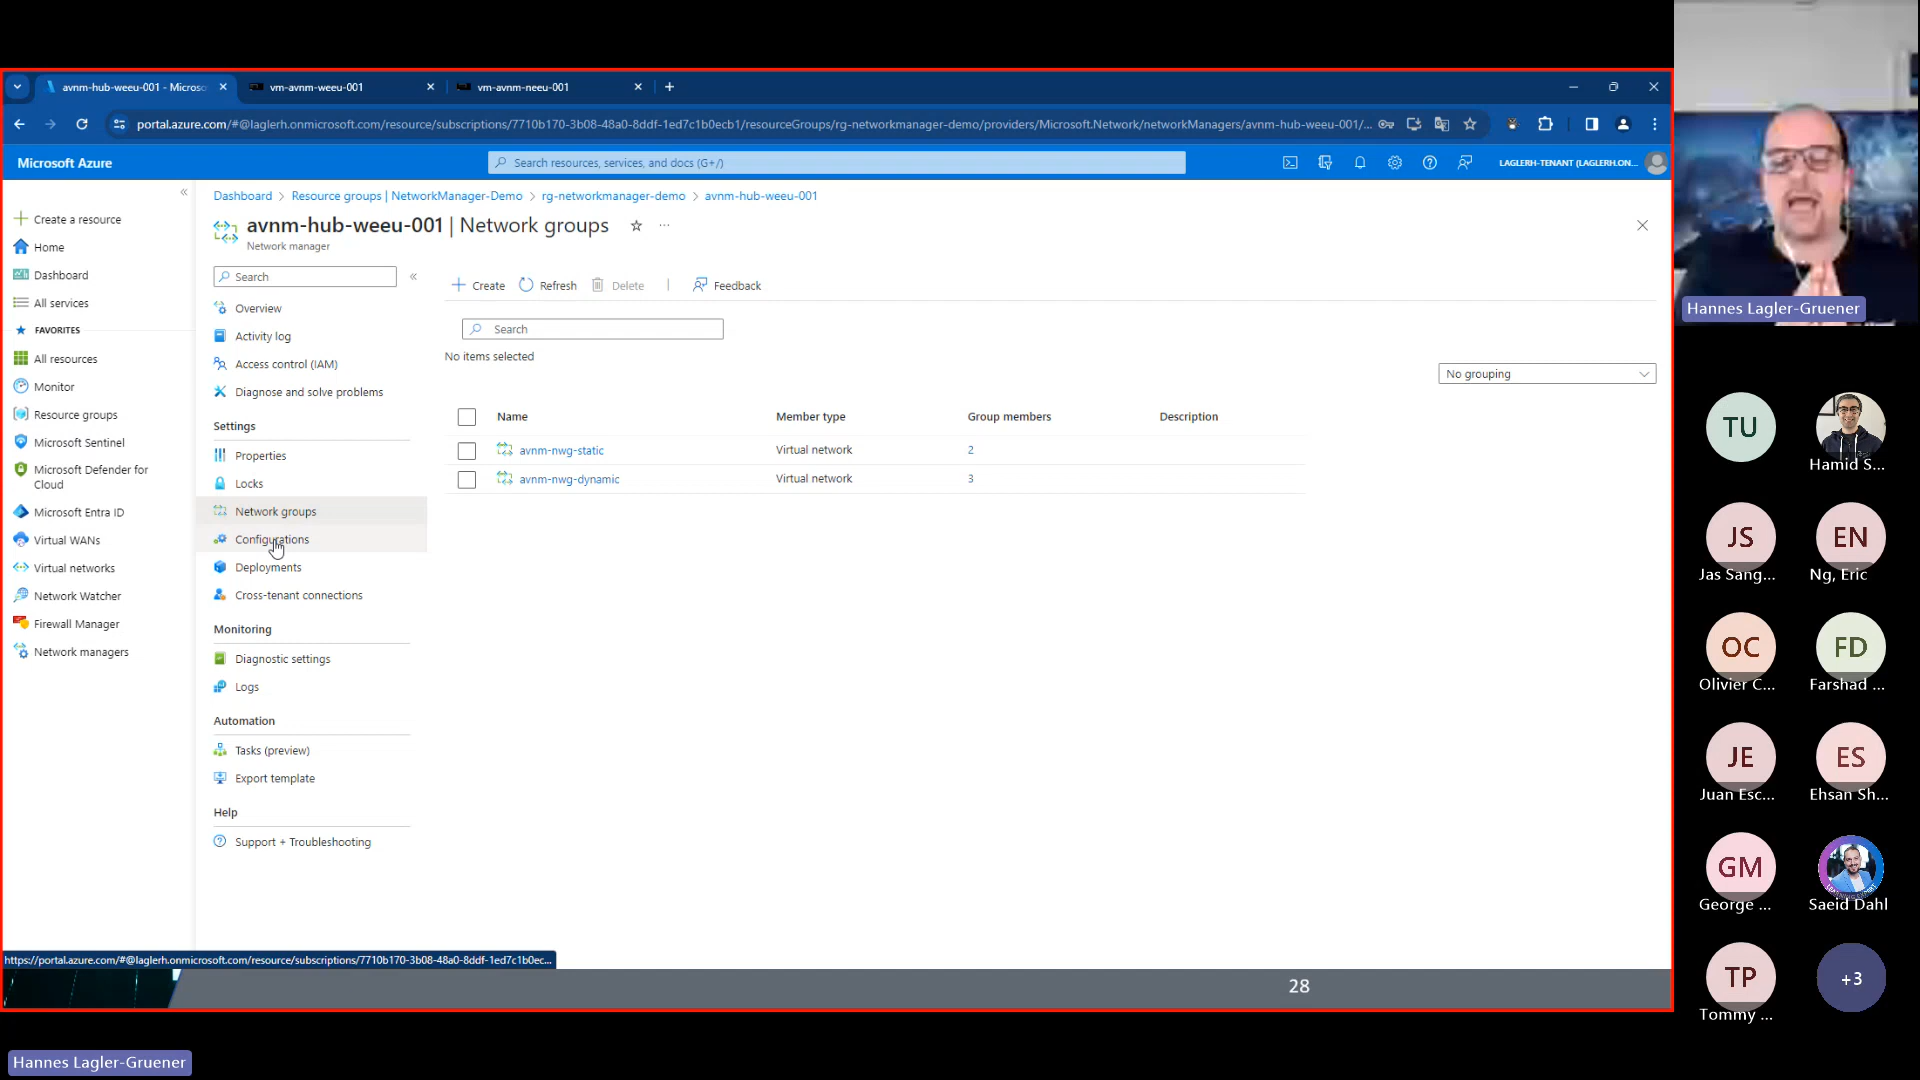 avnm-hub-weeu-001 - Microso
vm-avnm-weeu-001
vm-avnm-neeu-001
portal.azure.com/#@laglerh.onmicrosoft.com/resource/subscriptions/7710b170-3b08-48a0-8ddf-1ed7c1b0ecb1/resourceGroups/rg-networkmanager-demo/providers/Microsoft.Network/networkManagers/avnm-hub-weeu-001/...
Microsoft Azure
Search resources, services, and docs (G+/)
LAGLERH-TENANT (LAGLERH.ON...
Create a resource
Home
Dashboard
All services
FAVORITES
All resources
Monitor
Resource groups
Microsoft Sentinel
Microsoft Defender for
Cloud
Microsoft Entra ID
Virtual WANs
Virtual networks
Network Watcher
Firewall Manager
Network managers
Dashboard > Resource groups | NetworkManager-Demo > rg-networkmanager-demo > avnm-hub-weeu-001
avnm-hub-weeu-001 | Network groups
Network manager
Search
Overview
Activity log
Access control (IAM)
Diagnose and solve problems
Settings
Properties
Locks
Network groups
Configurations
Deployments
Cross-tenant connections
Monitoring
Diagnostic settings
Logs
Automation
Tasks (preview)
Export template
Help
Support + Troubleshooting
Create Refresh Delete | Feedback
Search
No items selected
No grouping
Name Member type Group members Description
avnm-nwg-static Virtual network 2
avnm-nwg-dynamic Virtual network 3
https://portal.azure.com/#@laglerh.onmicrosoft.com/resource/subscriptions/7710b170-3b08-48a0-8ddf-1ed7c1b0ec...
28
Hannes Lagler-Gruener
Hannes Lagler-Gruener
TU
Hamid S...
JS
Jas Sang...
EN
Ng, Eric
OC
Olivier C...
FD
Farshad ...
JE
Juan Esc...
ES
Ehsan Sh...
GM
George ...
Saeid Dahl
TP
Tommy ...
+3